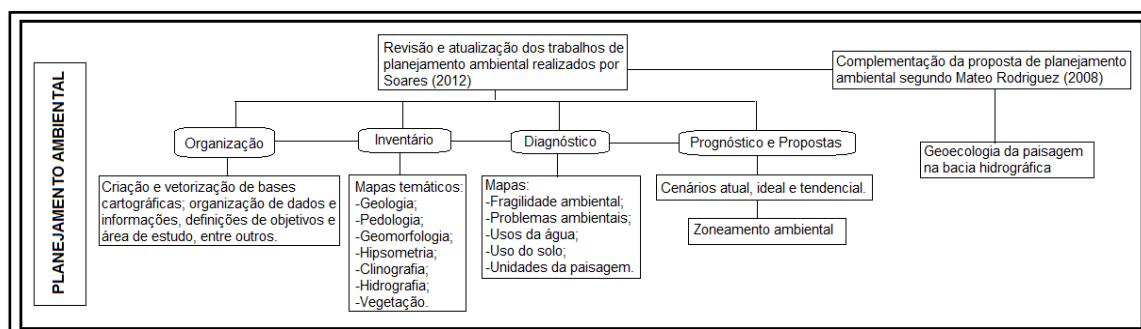 PLANEJAMENTO AMBIENTAL
Revisão e atualização dos trabalhos de
planejamento ambiental realizados por
Soares (2012)
Complementação da proposta de planejamento
ambiental segundo Mateo Rodriguez (2008)
Organização
Inventário
Diagnóstico
Prognóstico e Propostas
Geoecologia da paisagem
na bacia hidrográfica
Criação e vetorização de bases
cartográficas; organização de dados e
informações, definições de objetivos e
área de estudo, entre outros.
Mapas temáticos:
-Geologia;
-Pedologia;
-Geomorfologia;
-Hipsometria;
-Clinografia;
-Hidrografia;
-Vegetação.
Mapas:
-Fragilidade ambiental;
-Problemas ambientais;
-Usos da água;
-Uso do solo;
-Unidades da paisagem.
Cenários atual, ideal e tendencial.
Zoneamento ambiental